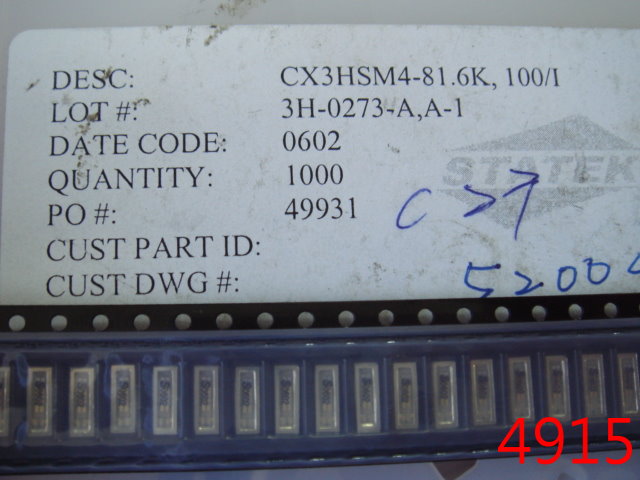 DESC: CX3HSM4-81.6K, 100/I
LOT #: 3H-0273-A,A-1
DATE CODE: 0602
QUANTITY: 1000
STATEK
PO #: 49931
CUST PART ID:
CUST DWG #:
4915